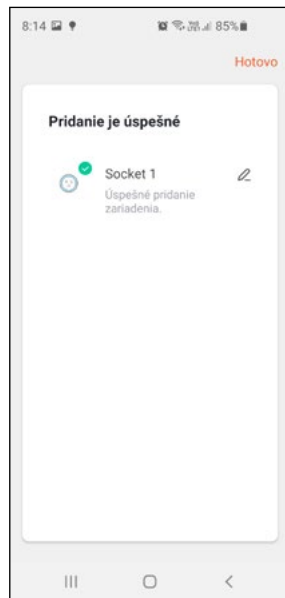 8:14 85%
Hotovo
Pridanie je úspešné
Socket 1
Úspešné pridanie
zariadenia.